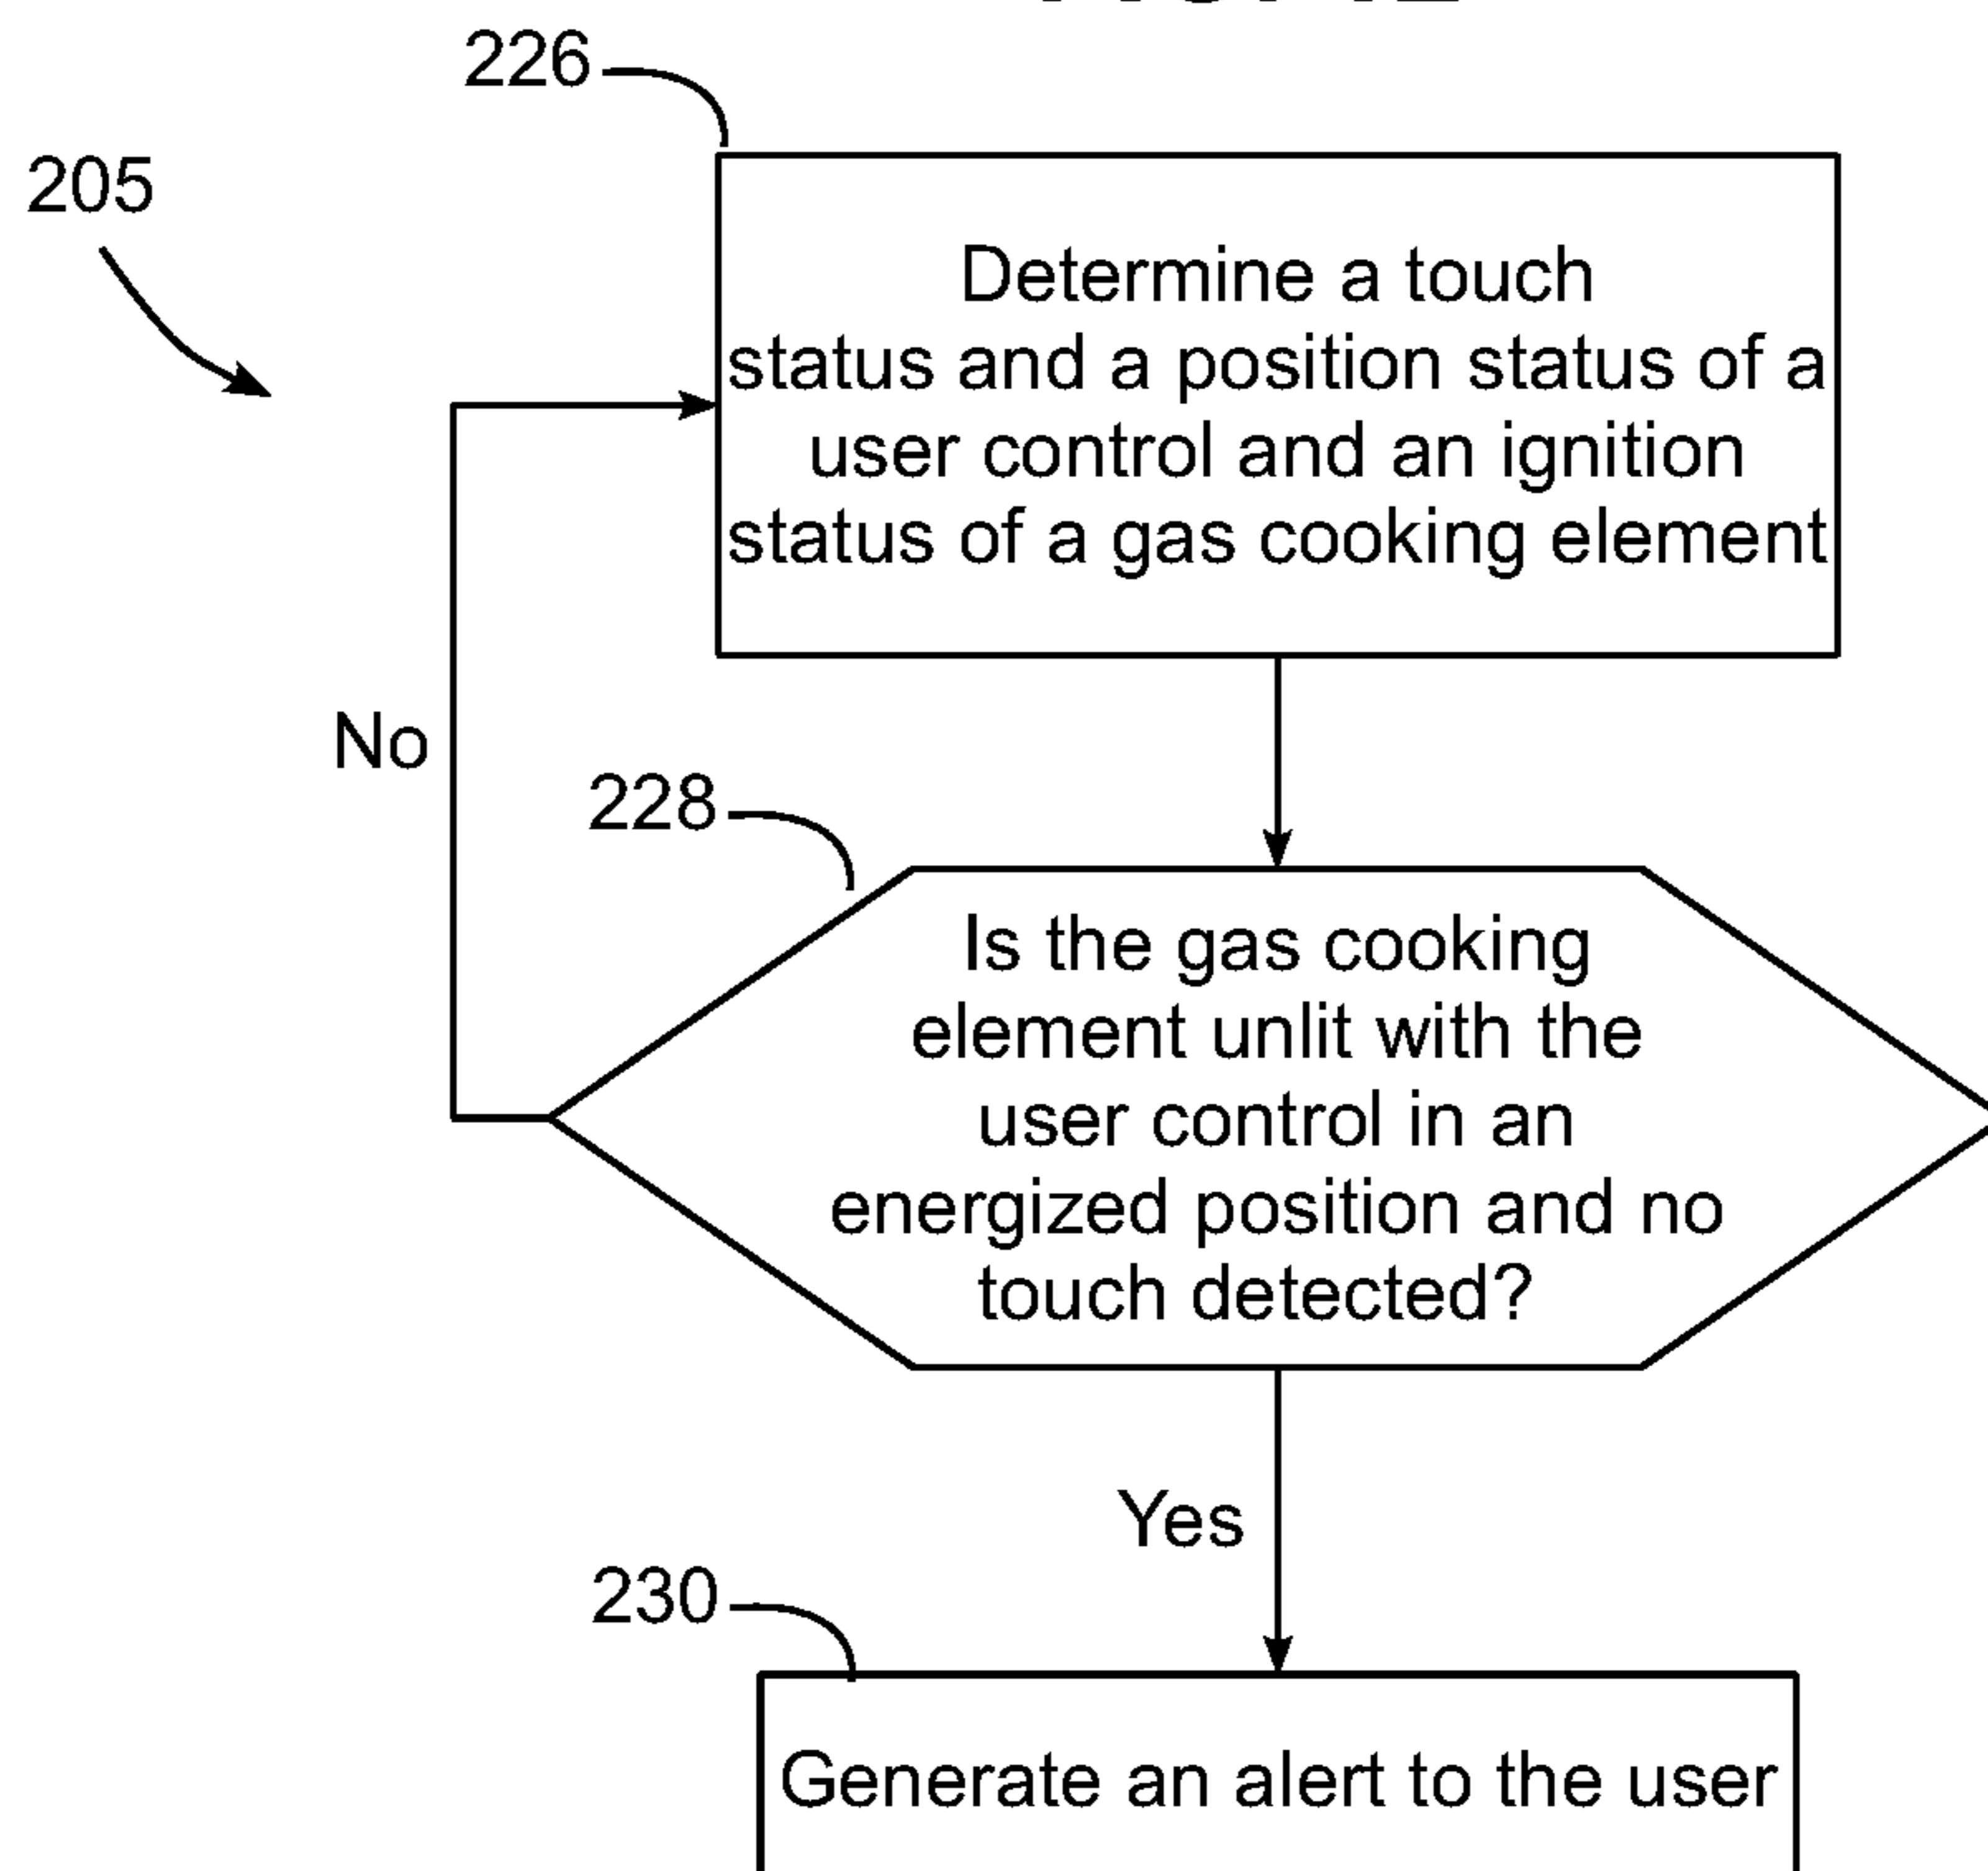 226
205
Determine a touch
status and a position status of a
user control and an ignition
status of a gas cooking element
No
228
Is the gas cooking
element unlit with the
user control in an
energized position and no
touch detected?
Yes
230
Generate an alert to the user